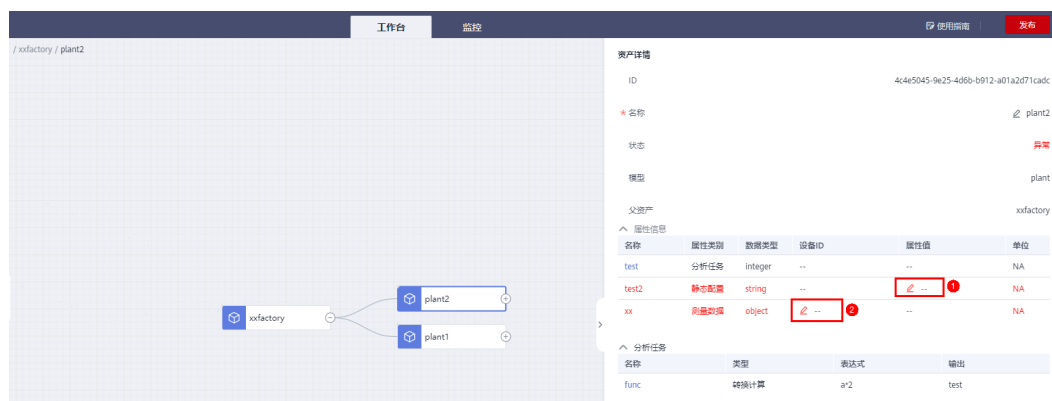 工作台 监控 使用指南 发布
/ xxfactory / plant2
资产详情
ID 4c4e5045-9e25-4d6b-b912-a01a2d71cadc
* 名称 plant2
状态 异常
模型 plant
父资产 xxfactory
属性信息
名称 属性类别 数据类型 设备ID 属性值 单位
test 分析任务 integer -- -- NA
test2 静态配置 string -- -- 1 NA
xx 测量数据 object -- 2 -- NA
分析任务
名称 类型 表达式 输出
func 转换计算 a*2 test
plant2
xxfactory
plant1